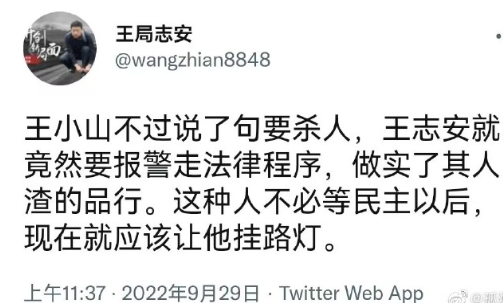 王局志安
@wangzhian8848
王小山不过说了句要杀人，王志安就
竟然要报警走法律程序，做实了其人
渣的品行。这种人不必等民主以后，
现在就应该让他挂路灯。
上午11:37 · 2022年9月29日 · Twitter Web App